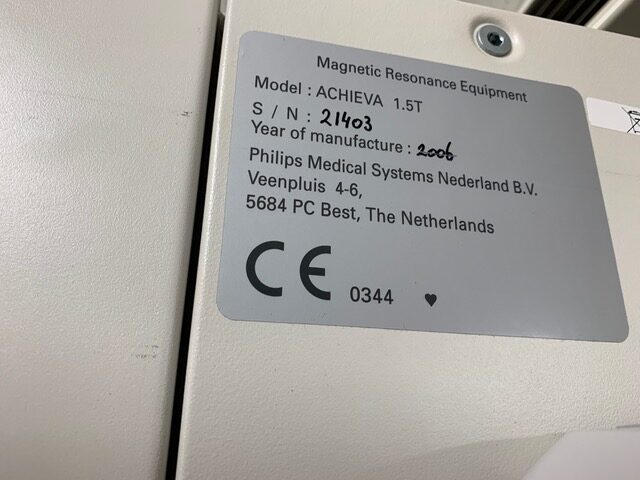 Magnetic Resonance Equipment
Model : ACHIEVA 1.5T
S / N : 21403
Year of manufacture : 2006
Philips Medical Systems Nederland B.V.
Veenpluis 4-6,
5684 PC Best, The Netherlands
CE 0344 ♥